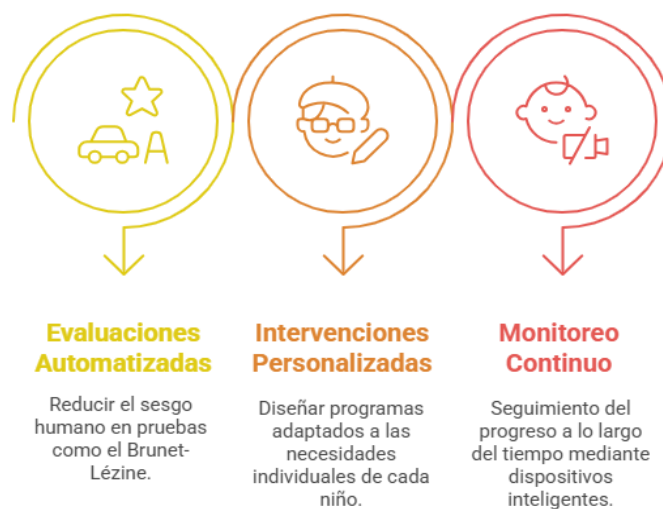 Evaluaciones
Automatizadas
Reducir el sesgo
humano en pruebas
como el Brunet-
Lézine.
Intervenciones
Personalizadas
Diseñar programas
adaptados a las
necesidades
individuales de cada
niño.
Monitoreo
Continuo
Seguimiento del
progreso a lo largo
del tiempo mediante
dispositivos
inteligentes.